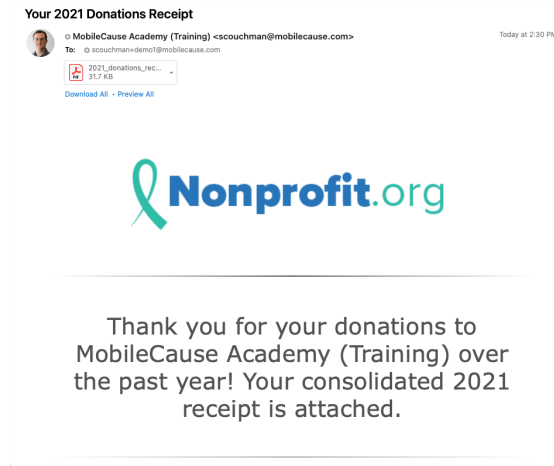 Your 2021 Donations Receipt
MobileCause Academy (Training) <scouchman@mobilecause.com>
Today at 2:30 PM
To: scouchman+demo1@mobilecause.com
2021_donations_rec...
31.7 KB
PDF
Download All • Preview All
Nonprofit.org
Thank you for your donations to
MobileCause Academy (Training) over
the past year! Your consolidated 2021
receipt is attached.